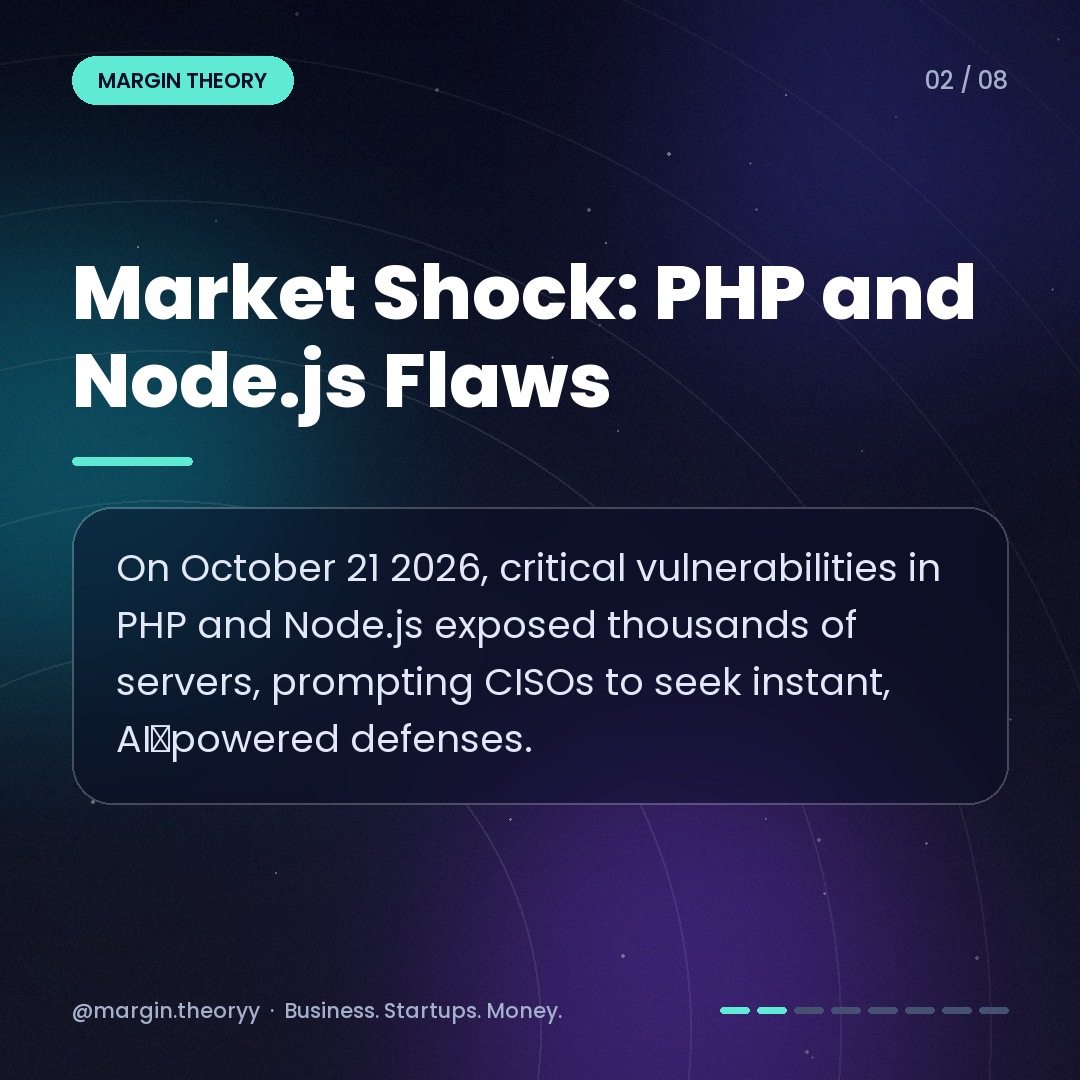 MARGIN THEORY
02 / 08
Market Shock: PHP and
Node.js Flaws
On October 21 2026, critical vulnerabilities in
PHP and Node.js exposed thousands of
servers, prompting CISOs to seek instant,
AI☒powered defenses.
@margin.theoryy · Business. Startups. Money.